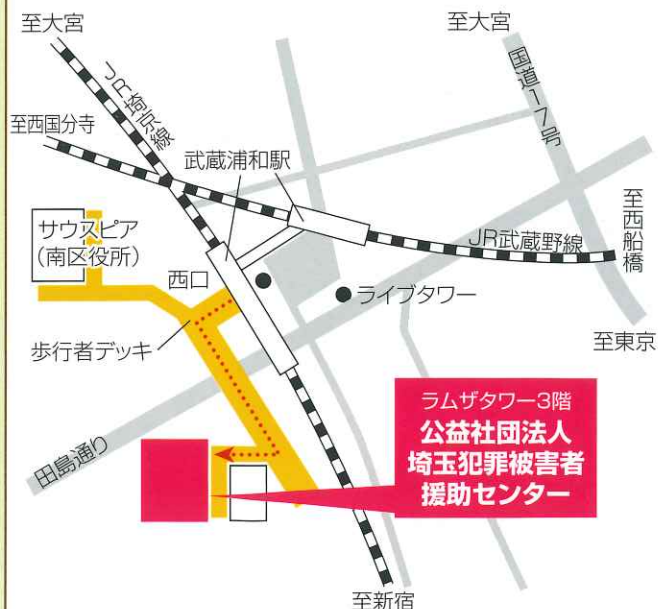 至大宮
至大宮
国道17号
JR埼京線
至西国分寺
武蔵浦和駅
至西船橋
サウスピア
(南区役所)
JR武蔵野線
西口
ライブタワー
歩行者デッキ
至東京
ラムザタワー3階
公益社団法人
埼玉犯罪被害者
援助センター
田島通り
至新宿